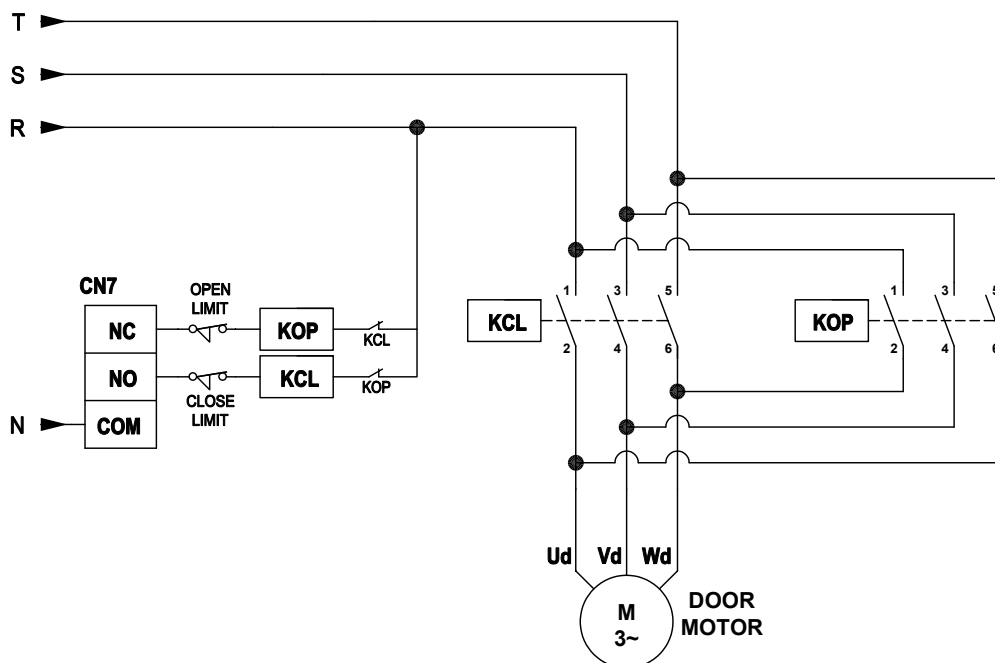 T
S
R
CN7
OPEN
LIMIT
NC
KOP
KCL
NO
KCL
KOP
CLOSE
LIMIT
N
COM
KCL
1
3
5
2
4
6
KOP
1
3
5
2
4
6
Ud
Vd
Wd
M
3~
DOOR
MOTOR